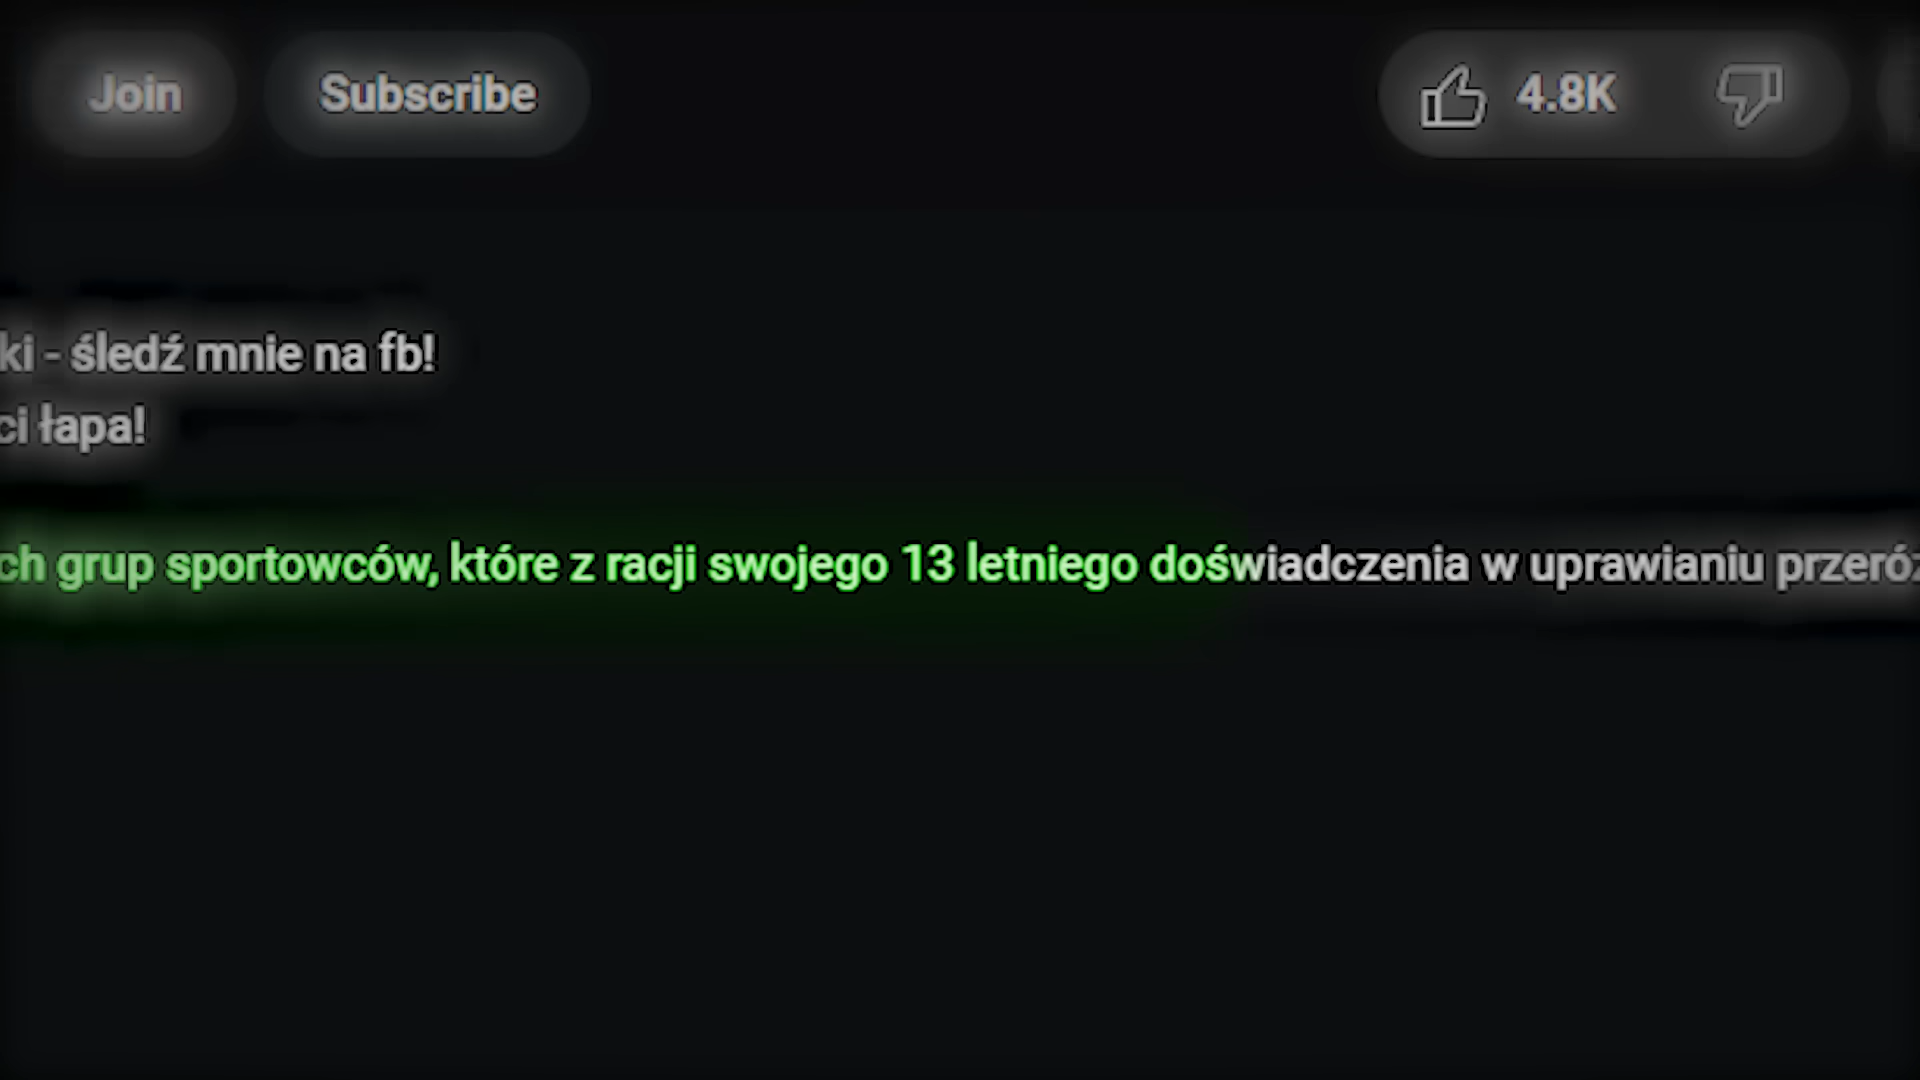 Join Subscribe 4.8K
ki - śledź mnie na fb!
ci łapa!
ch grup sportowców, które z racji swojego 13 letniego doświadczenia w uprawianiu przeróż